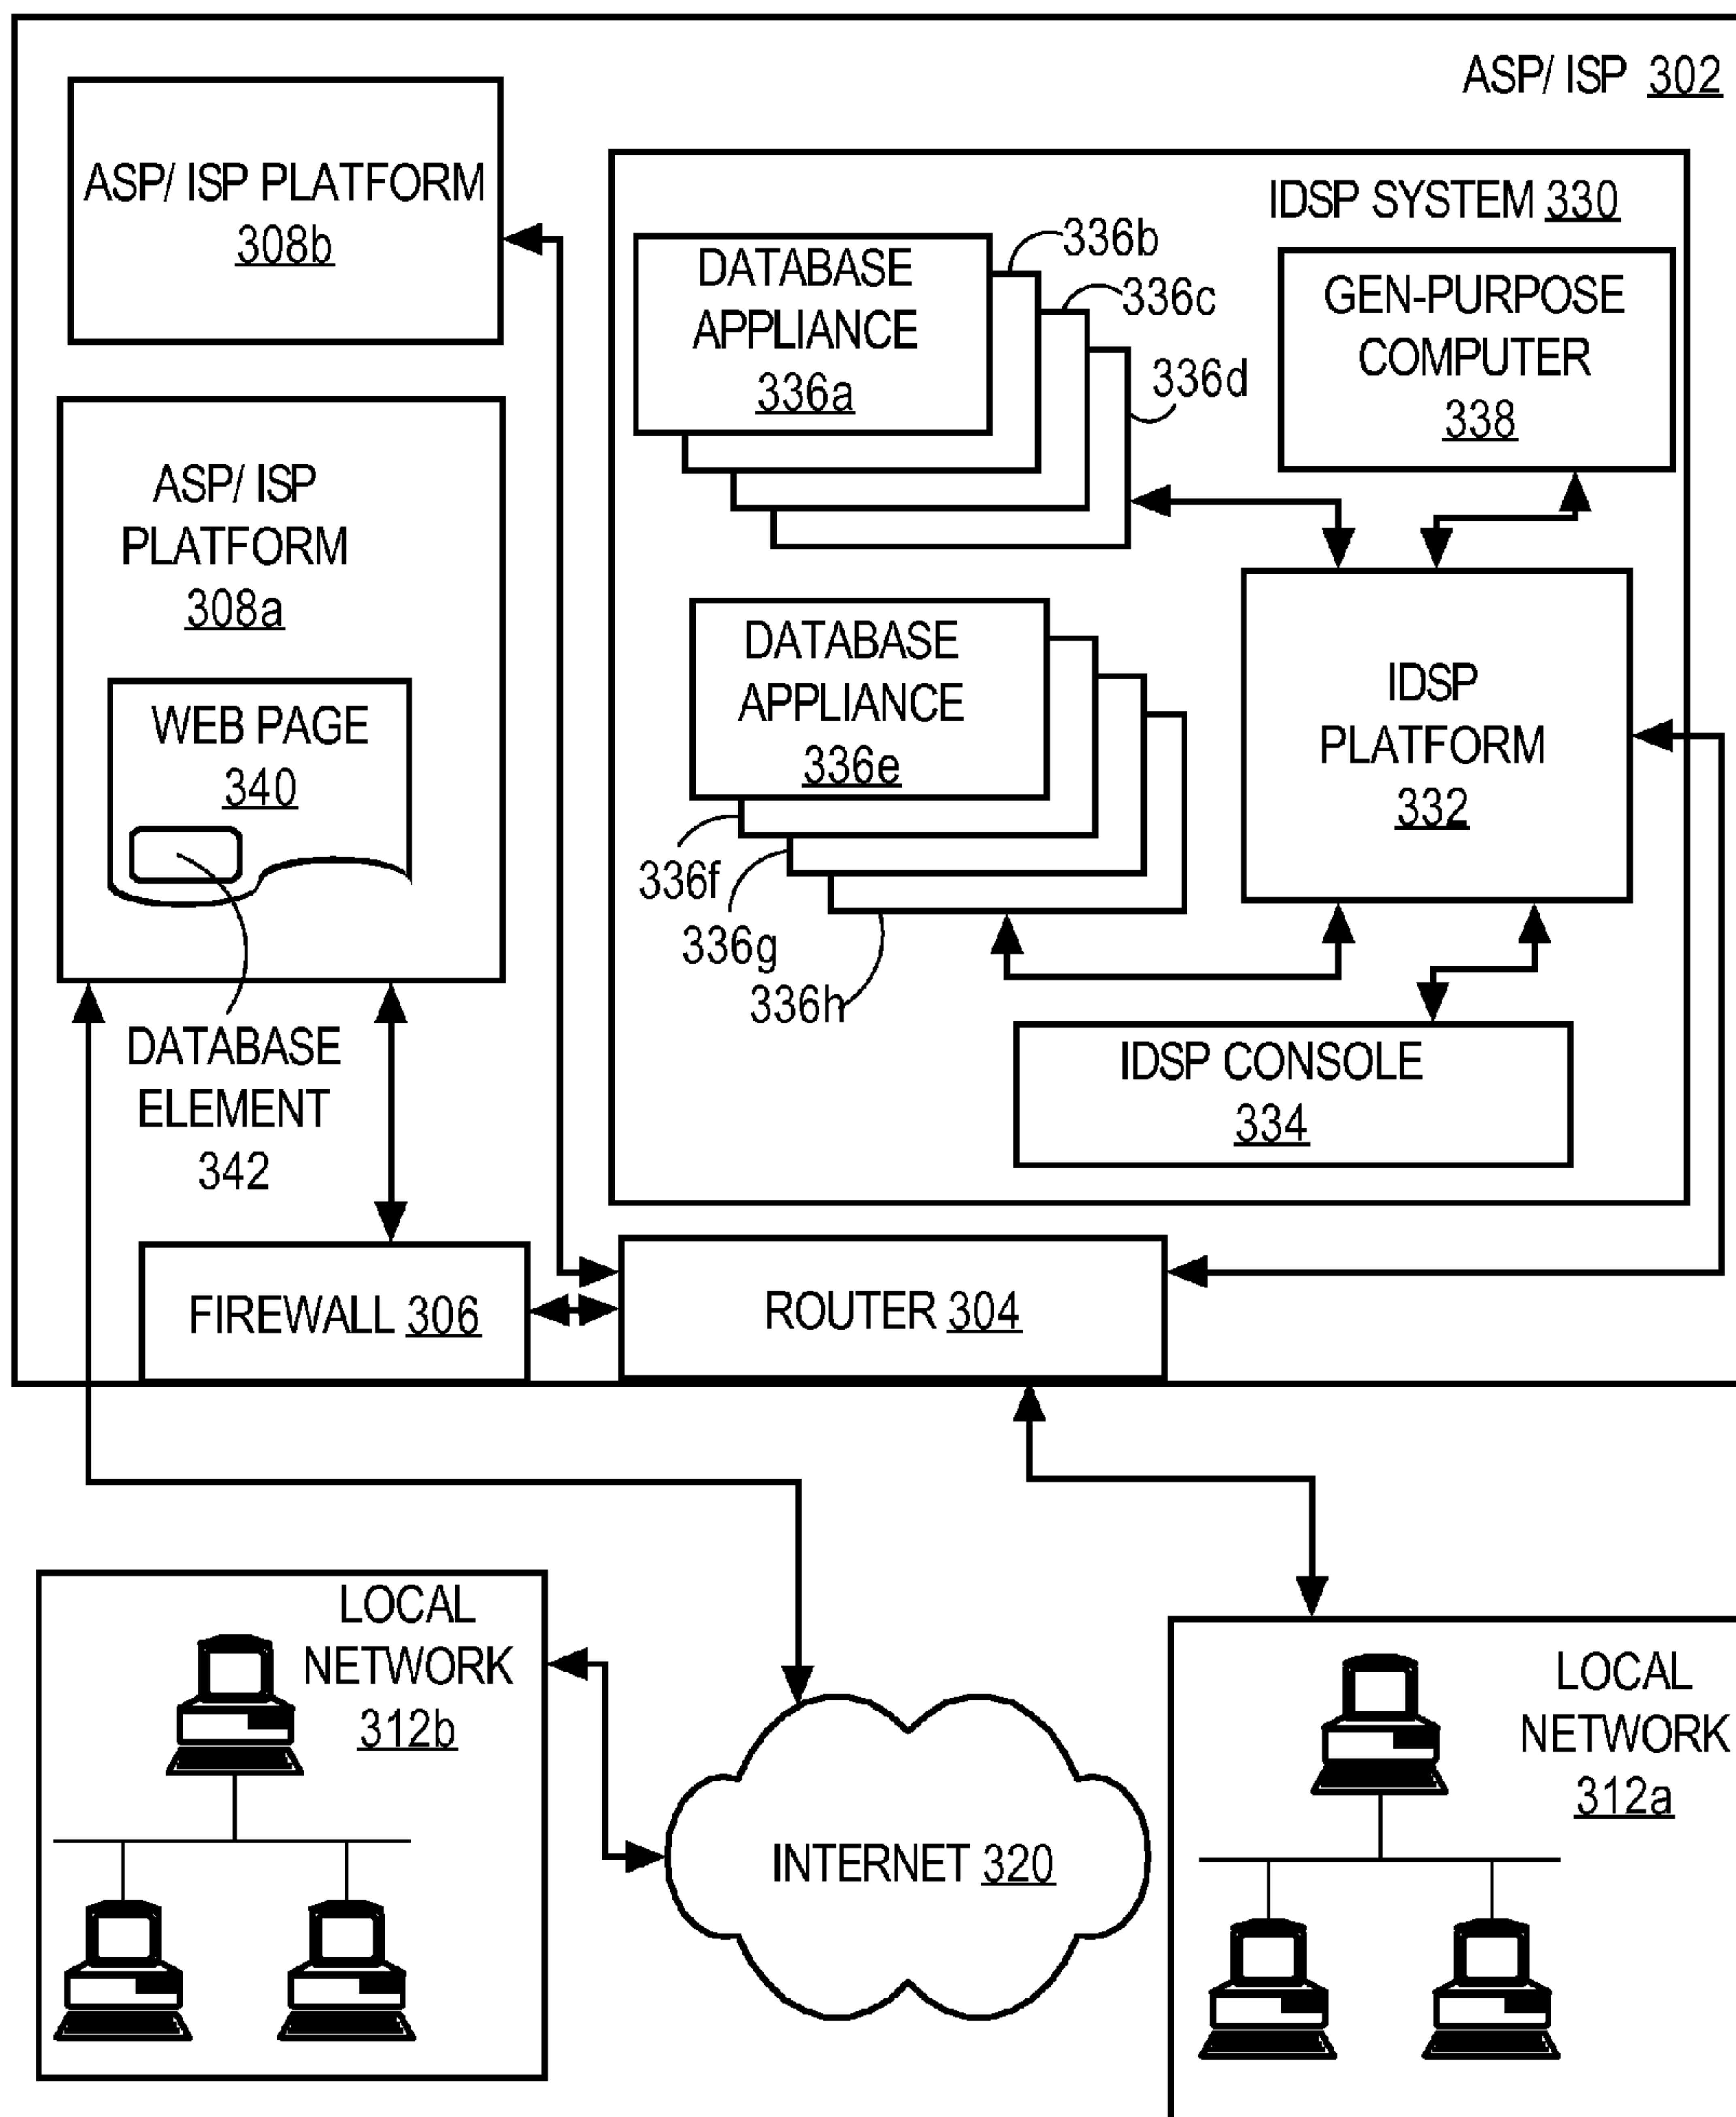 ASP/ ISP 302
ASP/ ISP PLATFORM
308b
IDSP SYSTEM 330
DATABASE
APPLIANCE
336a
336b
336c
336d
GEN-PURPOSE
COMPUTER
338
ASP/ ISP
PLATFORM
308a
WEB PAGE
340
DATABASE
ELEMENT
342
DATABASE
APPLIANCE
336e
336f
336g
336h
IDSP
PLATFORM
332
IDSP CONSOLE
334
FIREWALL 306
ROUTER 304
LOCAL
NETWORK
312b
INTERNET 320
LOCAL
NETWORK
312a